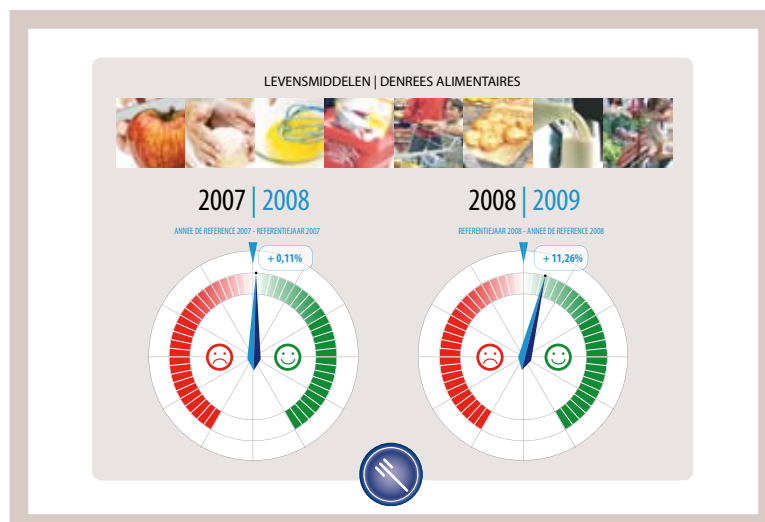 LEVENSMIDDELEN | DENREES ALIMENTAIRES
2007 | 2008
ANNEE DE REFERENCE 2007 - REFERENTIEJAAR 2007
+ 0,11%
2008 | 2009
REFERENTIEJAAR 2008 - ANNEE DE REFERENCE 2008
+ 11,26%